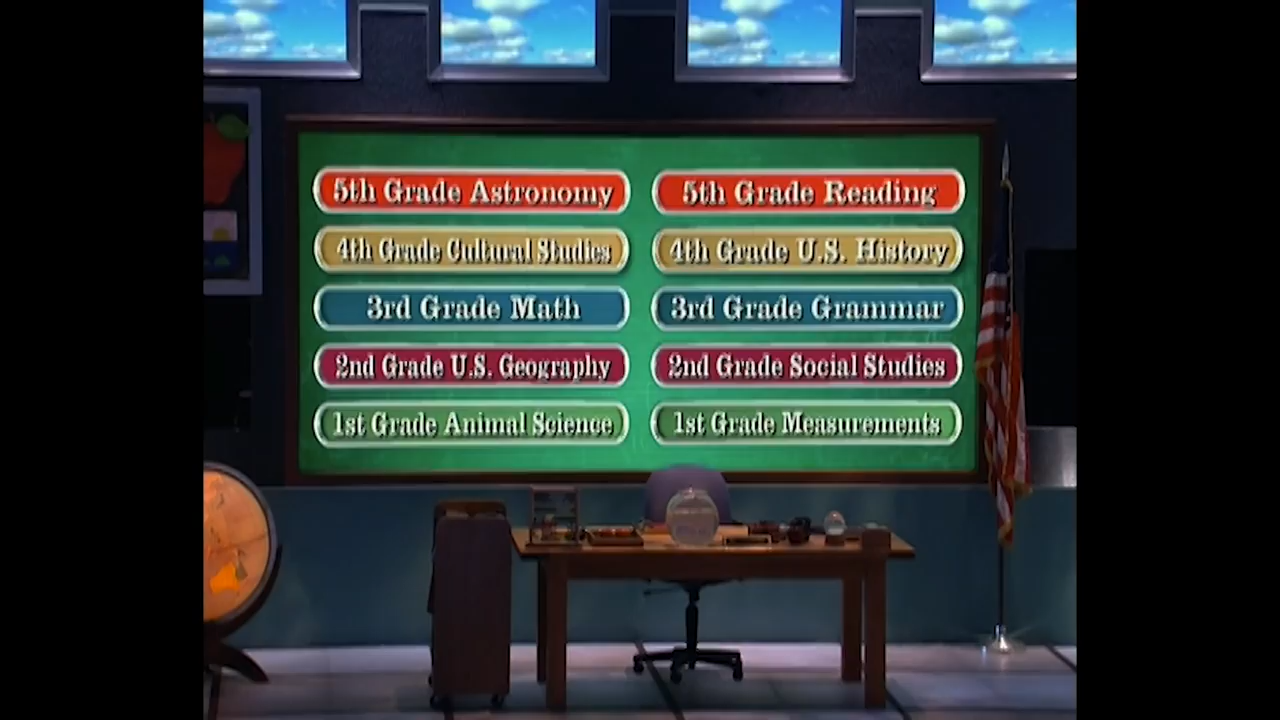 5th Grade Astronomy
5th Grade Reading
4th Grade Cultural Studies
4th Grade U.S. History
3rd Grade Math
3rd Grade Grammar
2nd Grade U.S. Geography
2nd Grade Social Studies
1st Grade Animal Science
1st Grade Measurements